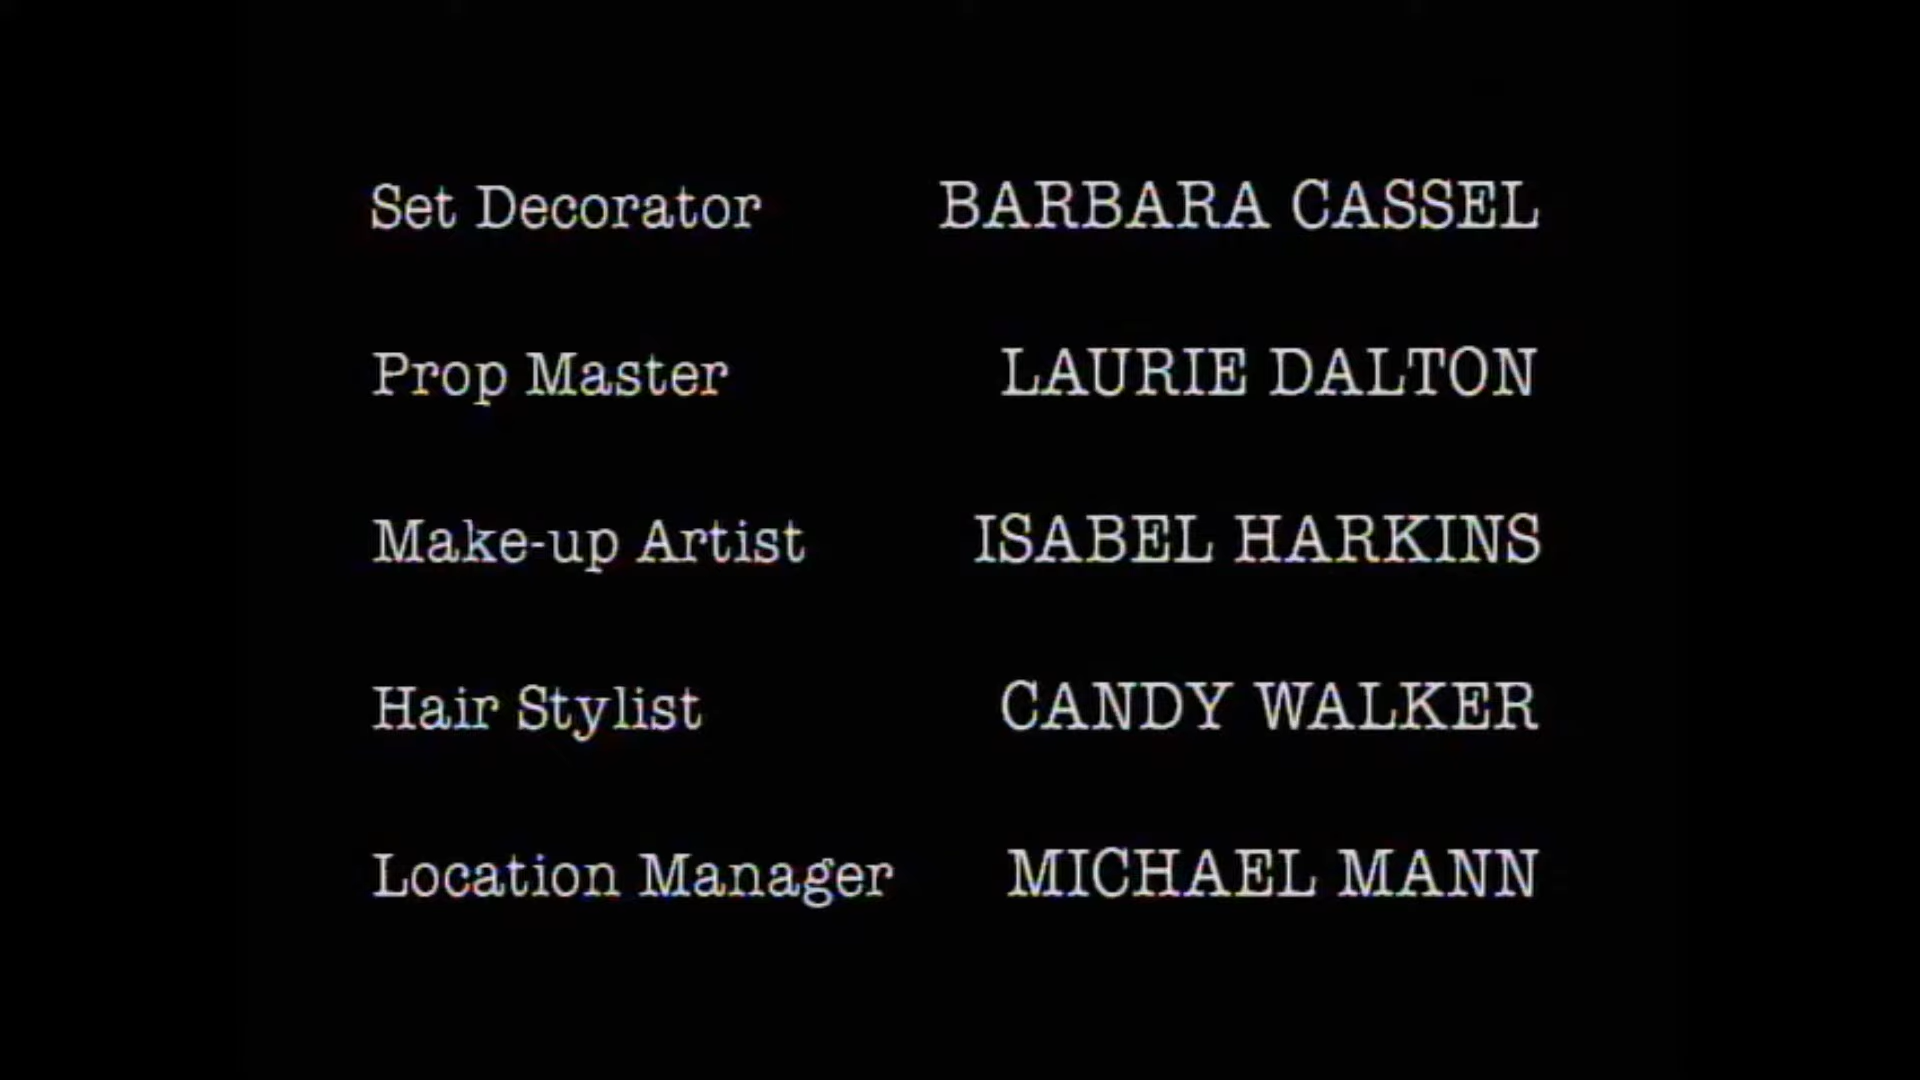 Set Decorator BARBARA CASSEL
Prop Master LAURIE DALTON
Make-up Artist ISABEL HARKINS
Hair Stylist CANDY WALKER
Location Manager MICHAEL MANN